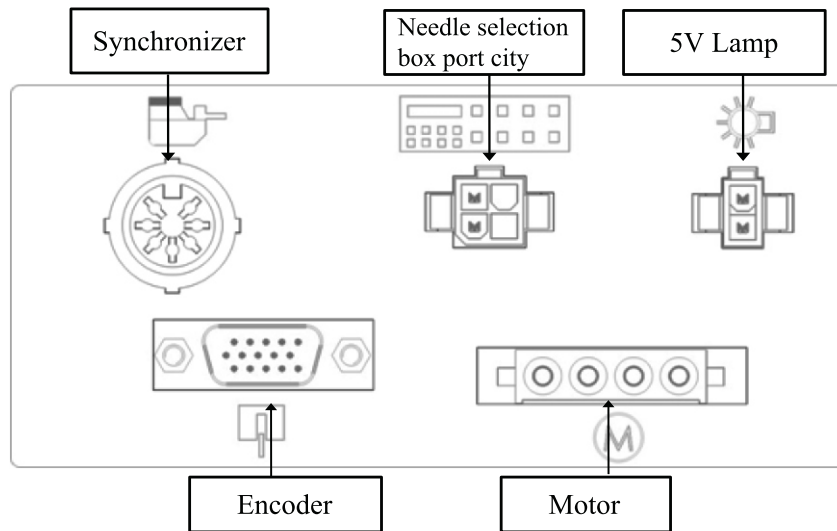 Synchronizer
Needle selection
box port city
5V Lamp
M
Encoder
Motor